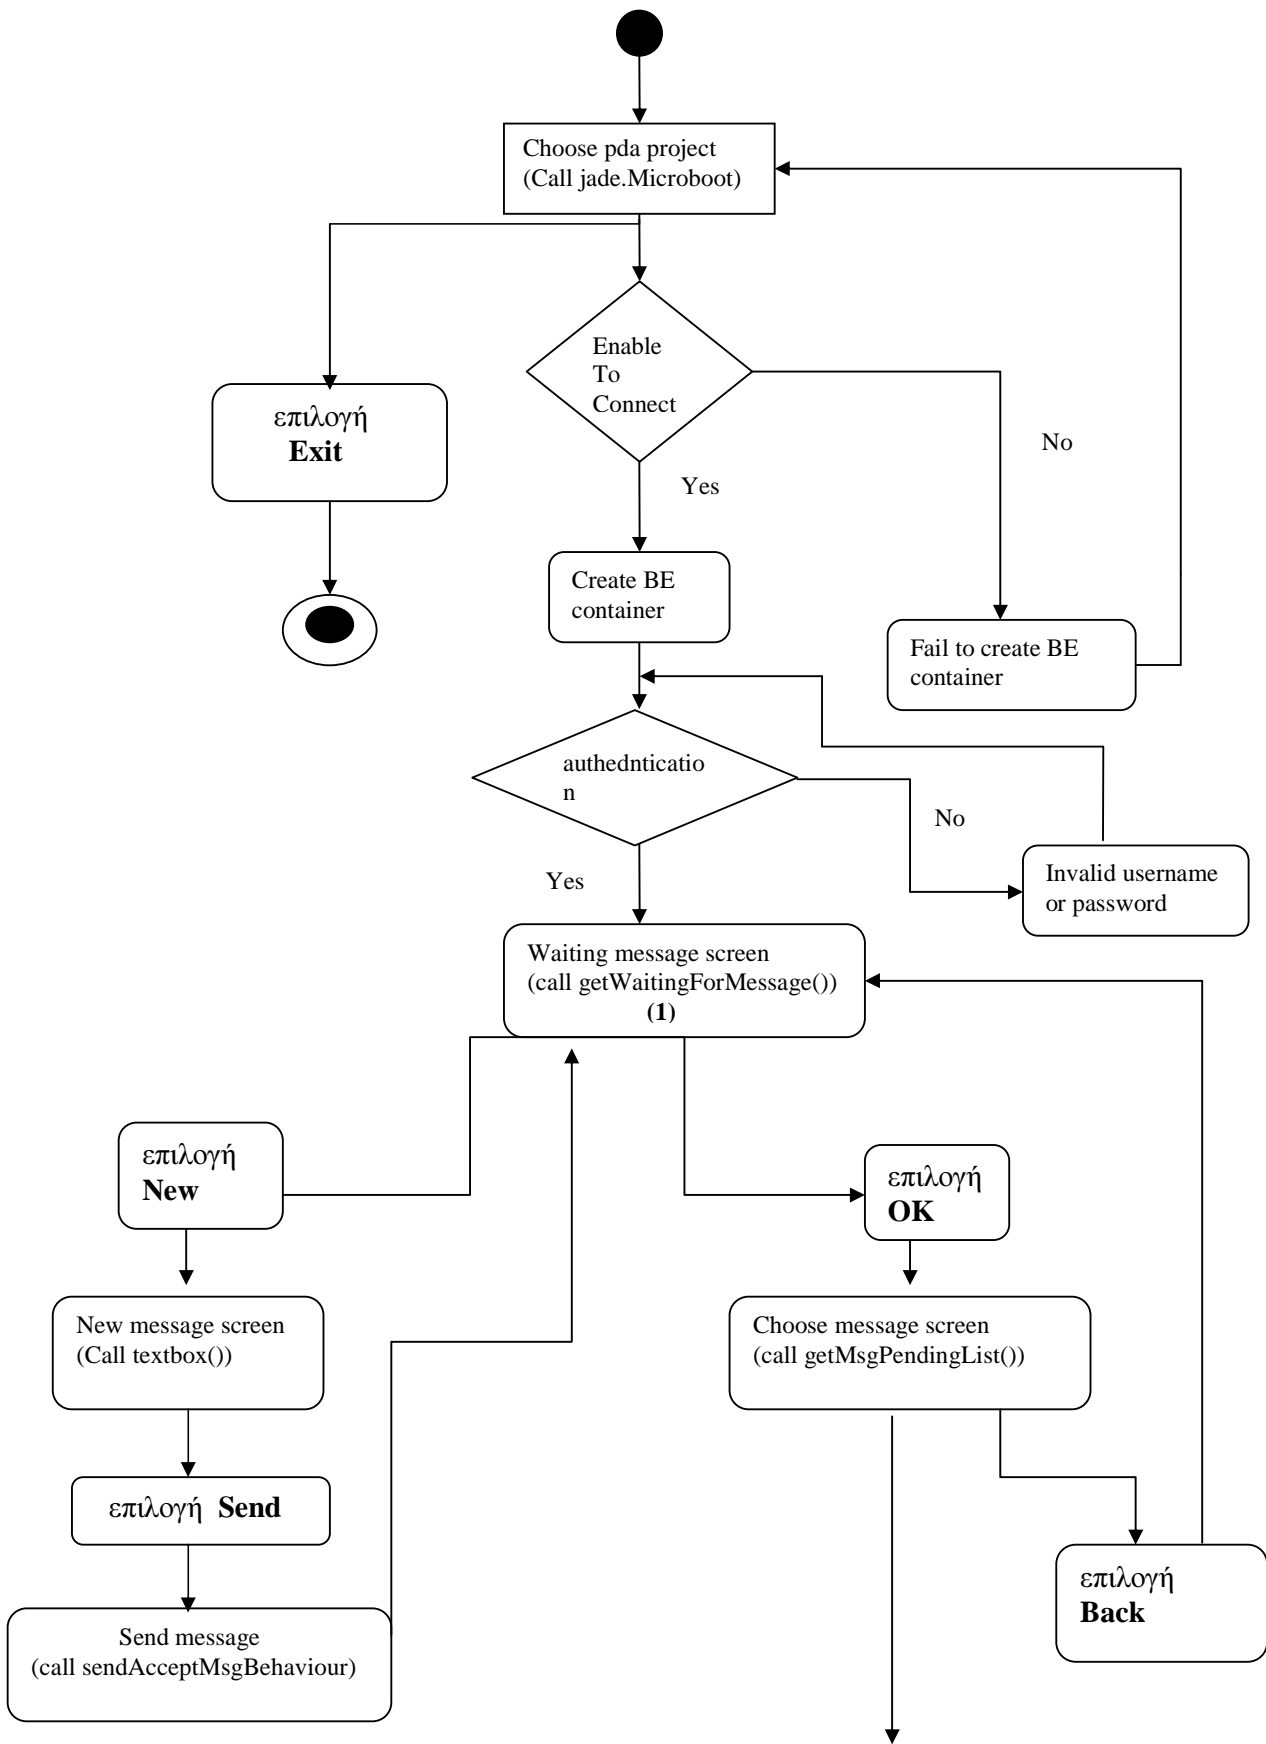 Choose pda project
(Call jade.Microboot)
Enable
To
Connect
επιλογή
Exit
No
Yes
Create BE
container
Fail to create BE
container
authednticatio
n
No
Yes
Invalid username
or password
Waiting message screen
(call getWaitingForMessage())
(1)
επιλογή
New
επιλογή
OK
New message screen
(Call textbox())
Choose message screen
(call getMsgPendingList())
επιλογή Send
επιλογή
Back
Send message
(call sendAcceptMsgBehaviour)